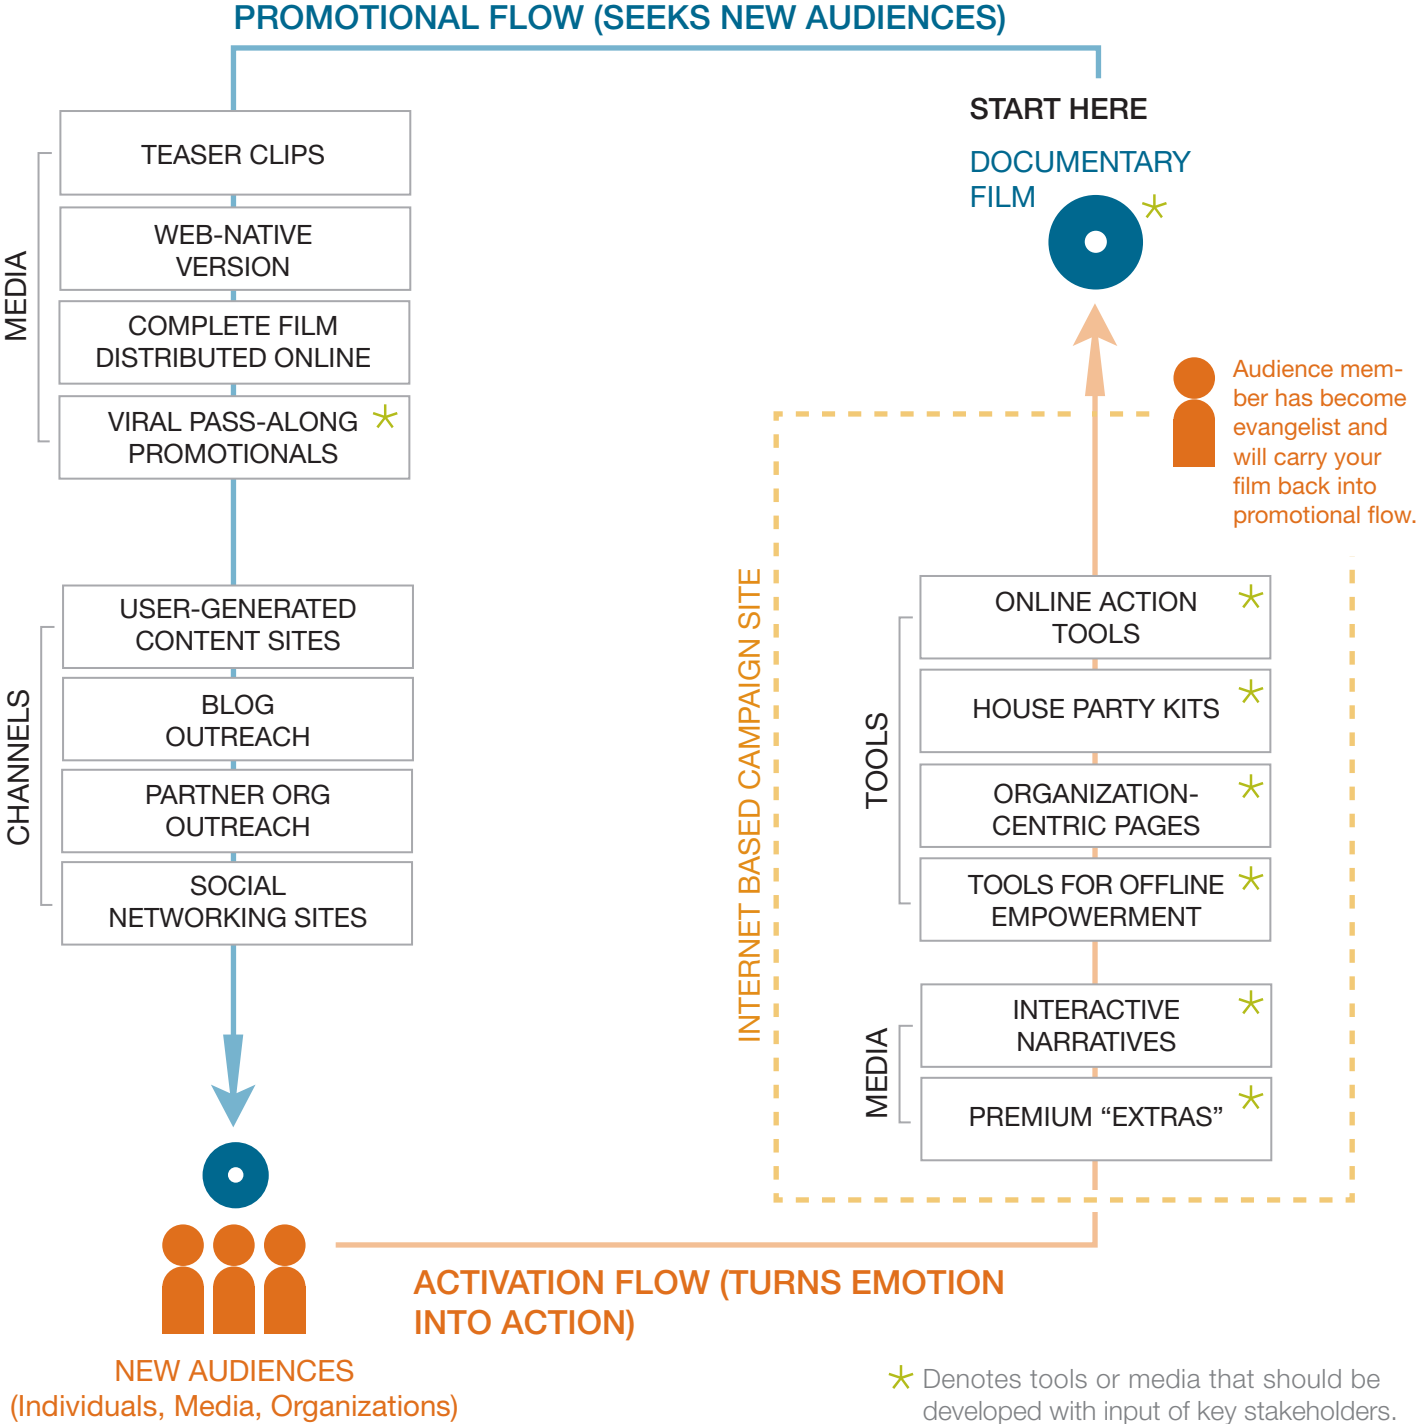 PROMOTIONAL FLOW (SEEKS NEW AUDIENCES)
START HERE
DOCUMENTARY
FILM
MEDIA
TEASER CLIPS
WEB-NATIVE
VERSION
COMPLETE FILM
DISTRIBUTED ONLINE
VIRAL PASS-ALONG
PROMOTIONALS
CHANNELS
USER-GENERATED
CONTENT SITES
BLOG
OUTREACH
PARTNER ORG
OUTREACH
SOCIAL
NETWORKING SITES
NEW AUDIENCES
(Individuals, Media, Organizations)
ACTIVATION FLOW (TURNS EMOTION
INTO ACTION)
INTERNET BASED CAMPAIGN SITE
Audience mem-
ber has become
evangelist and
will carry your
film back into
promotional flow.
TOOLS
ONLINE ACTION
TOOLS
HOUSE PARTY KITS
ORGANIZATION-
CENTRIC PAGES
TOOLS FOR OFFLINE
EMPOWERMENT
MEDIA
INTERACTIVE
NARRATIVES
PREMIUM “EXTRAS”
Denotes tools or media that should be
developed with input of key stakeholders.